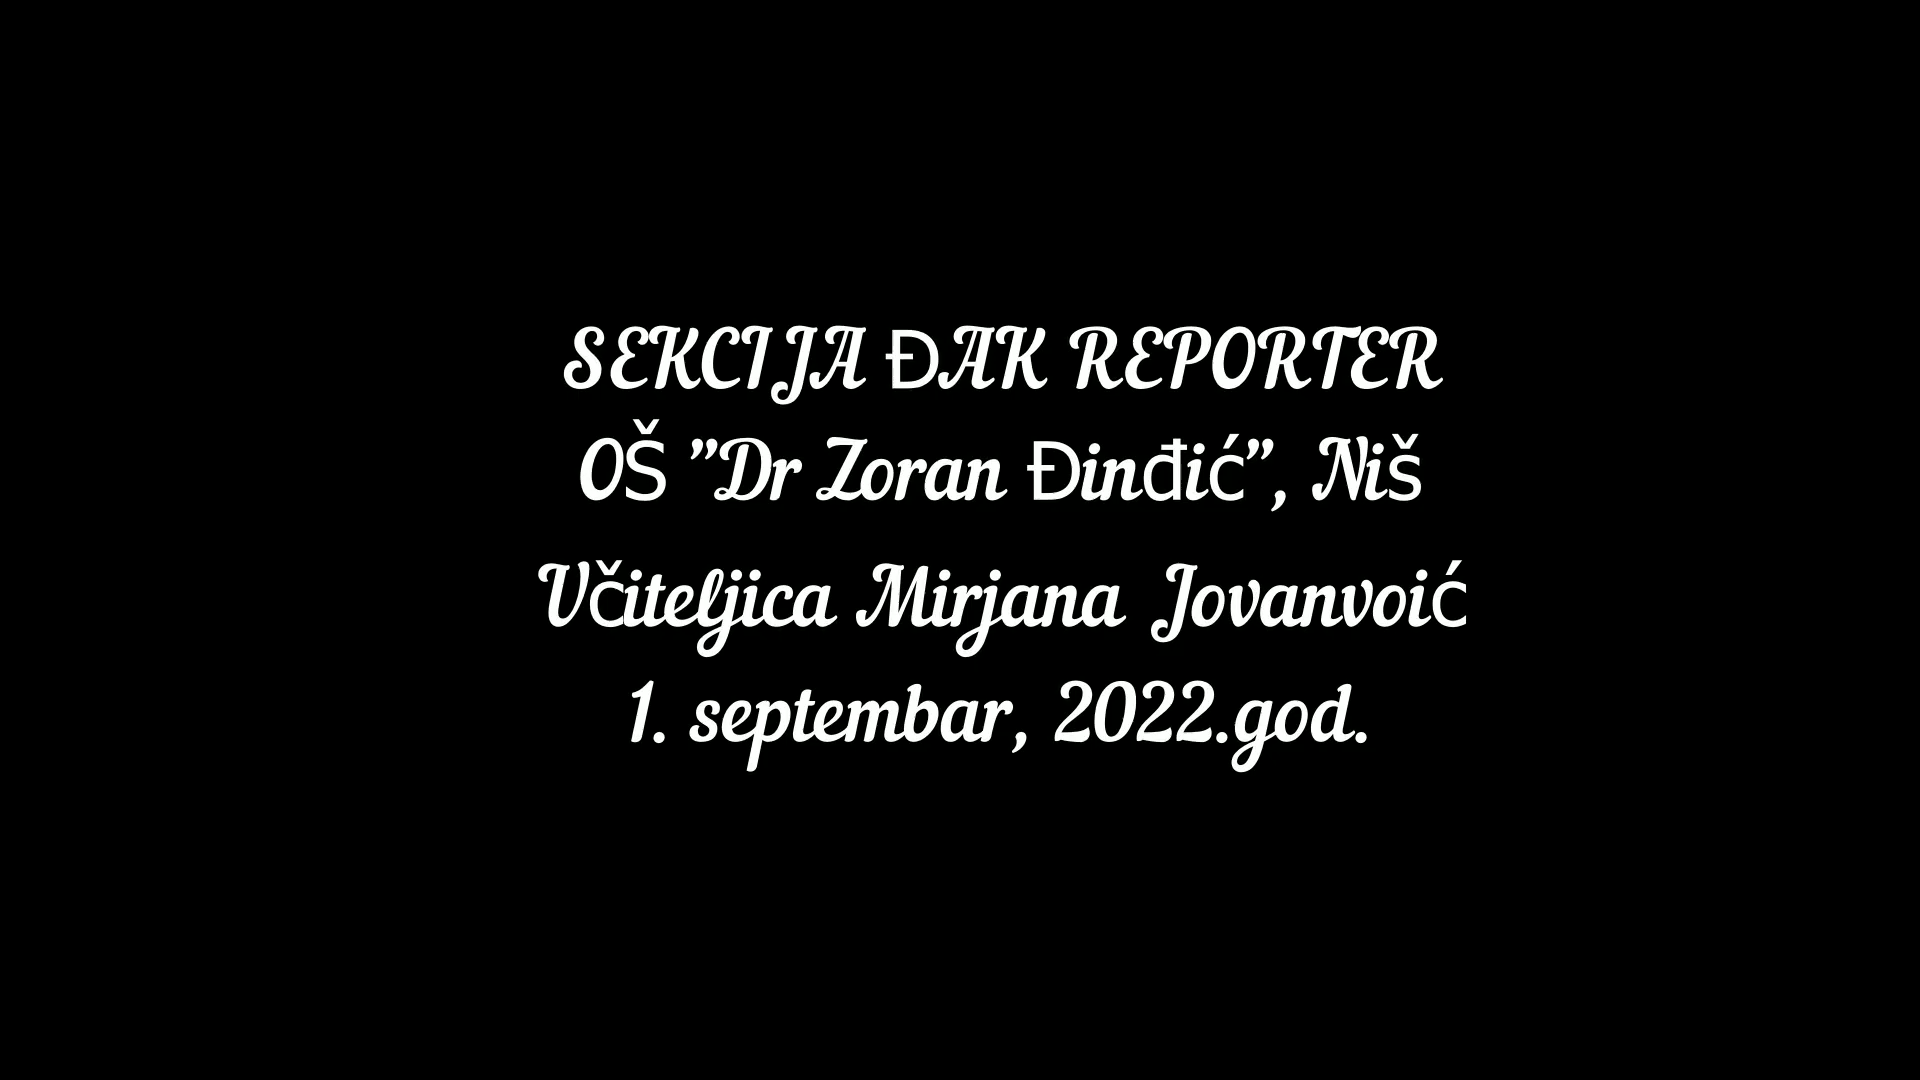 SEKCIJA ĐAK REPORTER
OŠ "Dr Zoran Đinđić", Niš
Učiteljica Mirjana Jovanvoić
1. septembar, 2022.god.